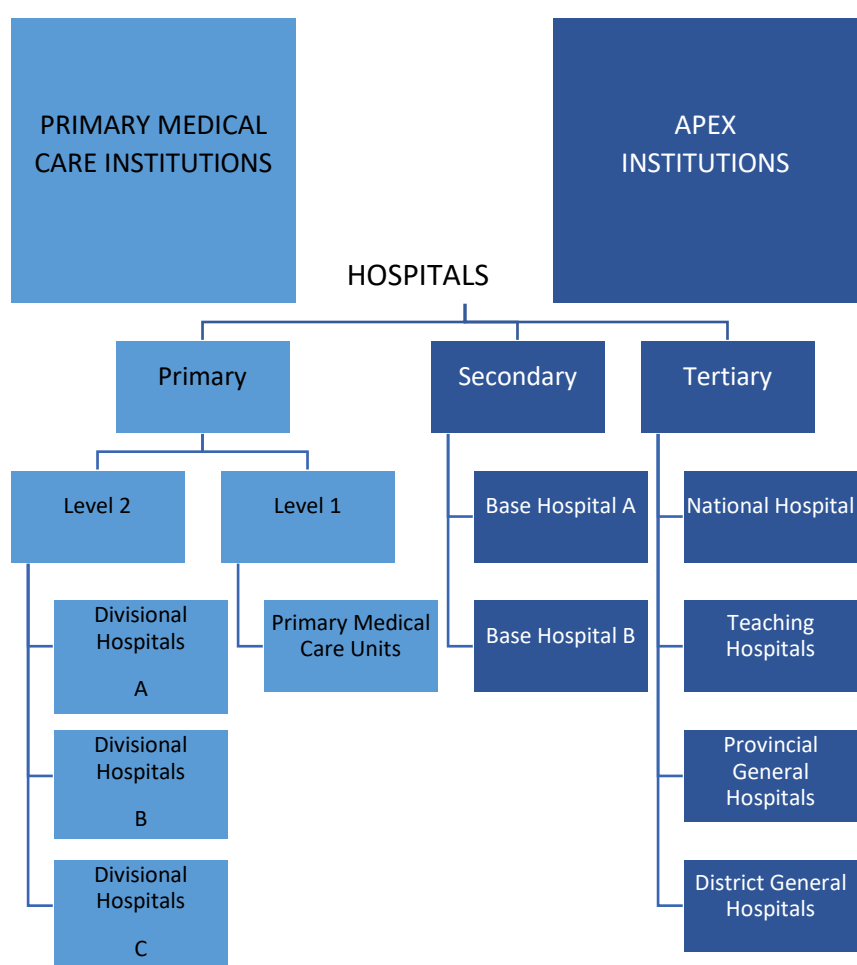 PRIMARY MEDICAL
CARE INSTITUTIONS
APEX
INSTITUTIONS
HOSPITALS
Primary
Secondary
Tertiary
Level 2
Level 1
Base Hospital A
National Hospital
Divisional
Hospitals
A
Primary Medical
Care Units
Base Hospital B
Teaching
Hospitals
Divisional
Hospitals
B
Provincial
General
Hospitals
Divisional
Hospitals
C
District General
Hospitals